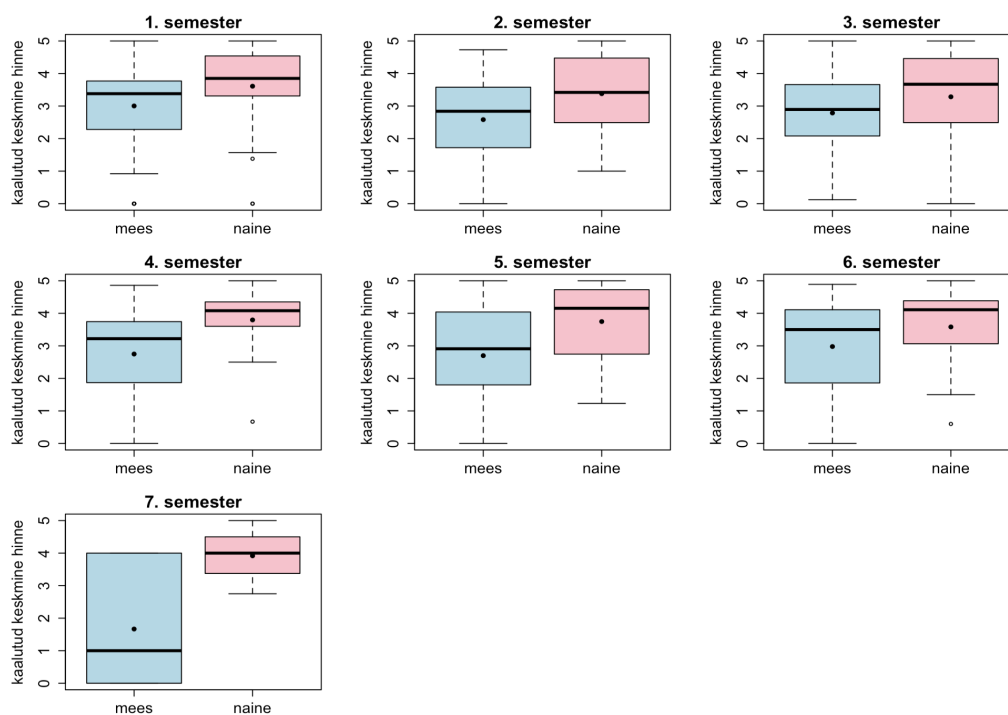 1. semester
kaalutud keskmine hinne
0 1 2 3 4 5
mees naine
2. semester
kaalutud keskmine hinne
0 1 2 3 4 5
mees naine
3. semester
kaalutud keskmine hinne
0 1 2 3 4 5
mees naine
4. semester
kaalutud keskmine hinne
0 1 2 3 4 5
mees naine
5. semester
kaalutud keskmine hinne
0 1 2 3 4 5
mees naine
6. semester
kaalutud keskmine hinne
0 1 2 3 4 5
mees naine
7. semester
kaalutud keskmine hinne
0 1 2 3 4 5
mees naine